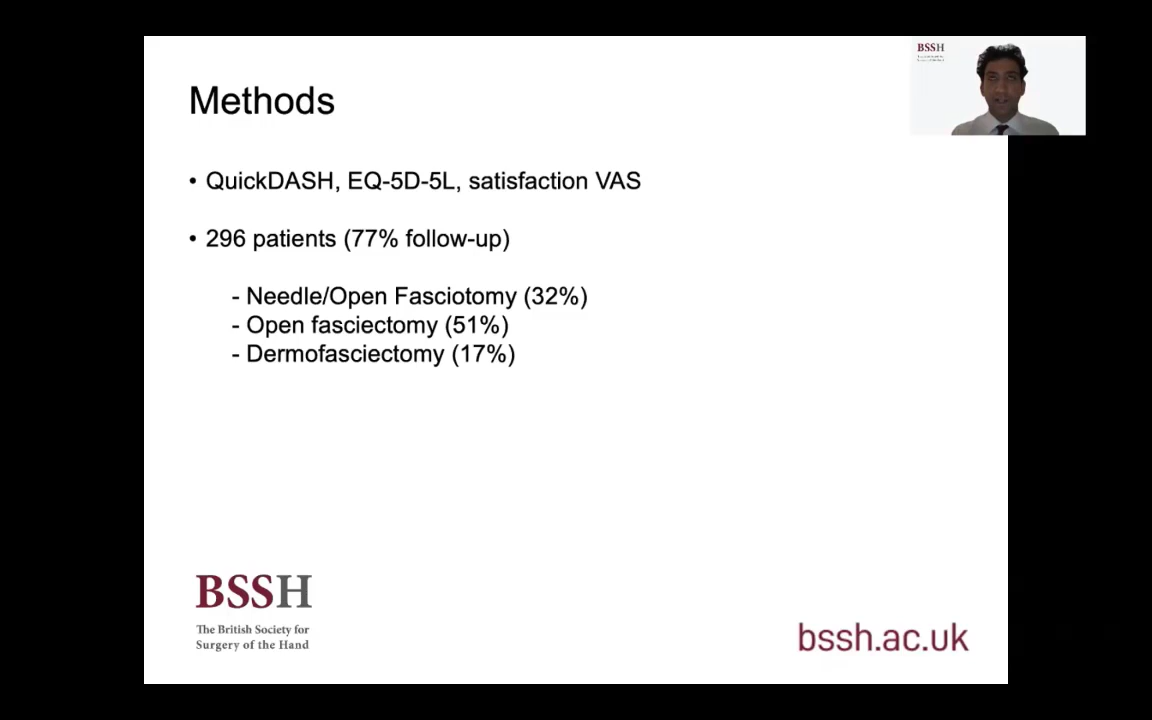 Methods
• QuickDASH, EQ-5D-5L, satisfaction VAS
• 296 patients (77% follow-up)
- Needle/Open Fasciotomy (32%)
- Open fasciectomy (51%)
- Dermofasciectomy (17%)
BSSH
The British Society for
Surgery of the Hand
bssh.ac.uk
BSSH